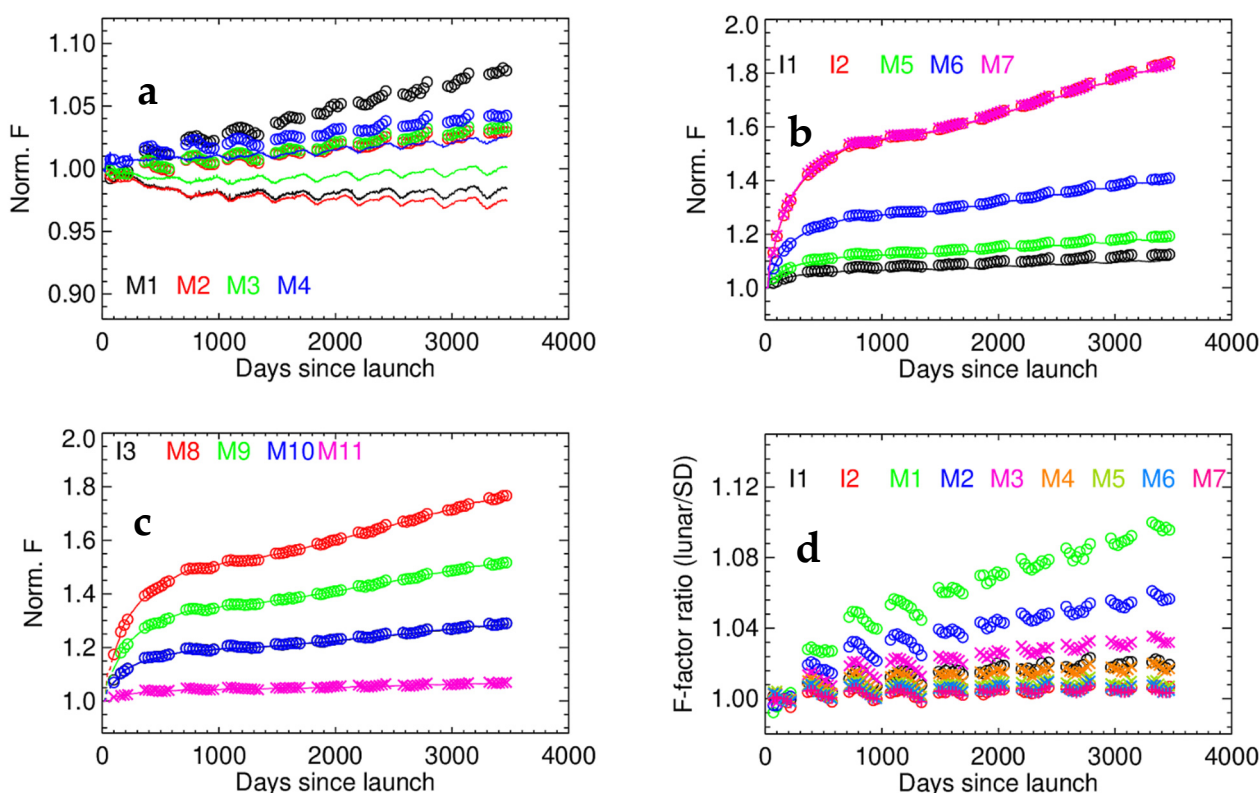 1.10
1.05
1.00
0.95
0.90
Norm. F
a
M1 M2 M3 M4
0 1000 2000 3000 4000
Days since launch
2.0
1.8
1.6
1.4
1.2
1.0
Norm. F
I1 I2 M5 M6 M7
b
0 1000 2000 3000 4000
Days since launch
2.0
1.8
1.6
1.4
1.2
1.0
Norm. F
I3 M8 M9 M10 M11
c
0 1000 2000 3000 4000
Days since launch
1.12
1.08
1.04
1.00
F-factor ratio (lunar/SD)
I1 I2 M1 M2 M3 M4 M5 M6 M7
d
0 1000 2000 3000 4000
Days since launch